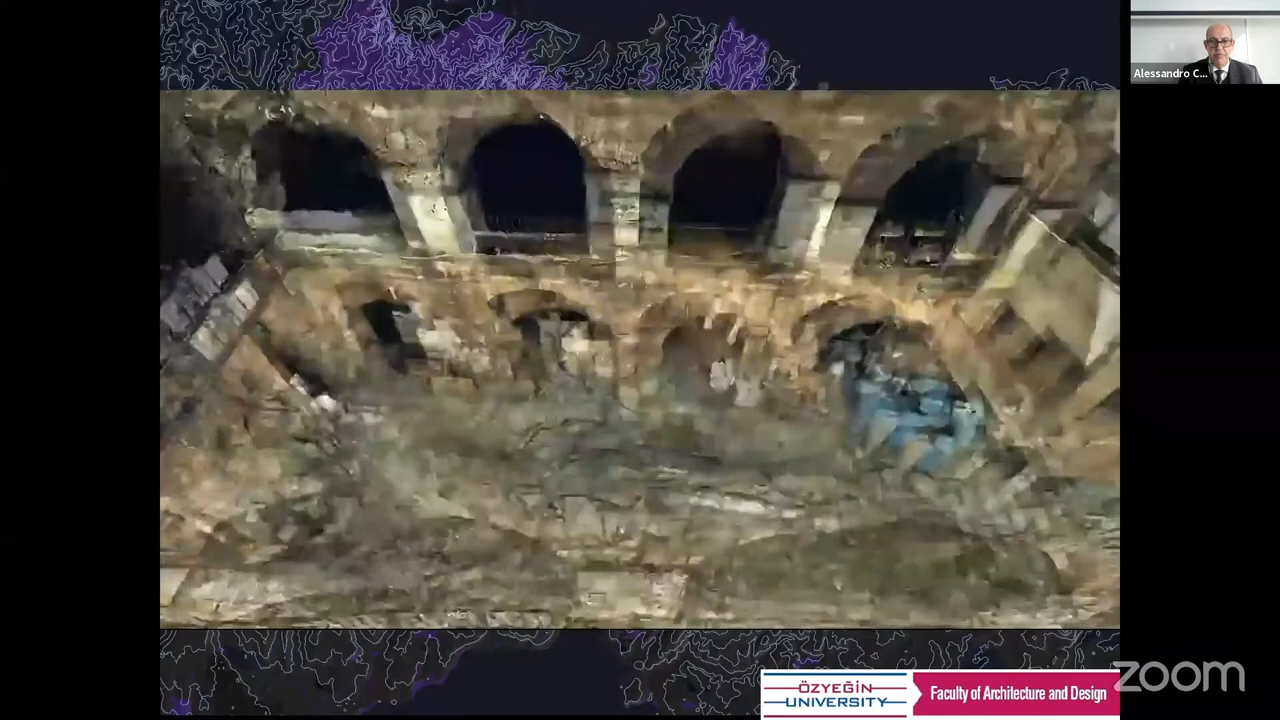 Alessandro C...
ÖZYEĞİN
UNIVERSITY
Faculty of Architecture and Design
zoom